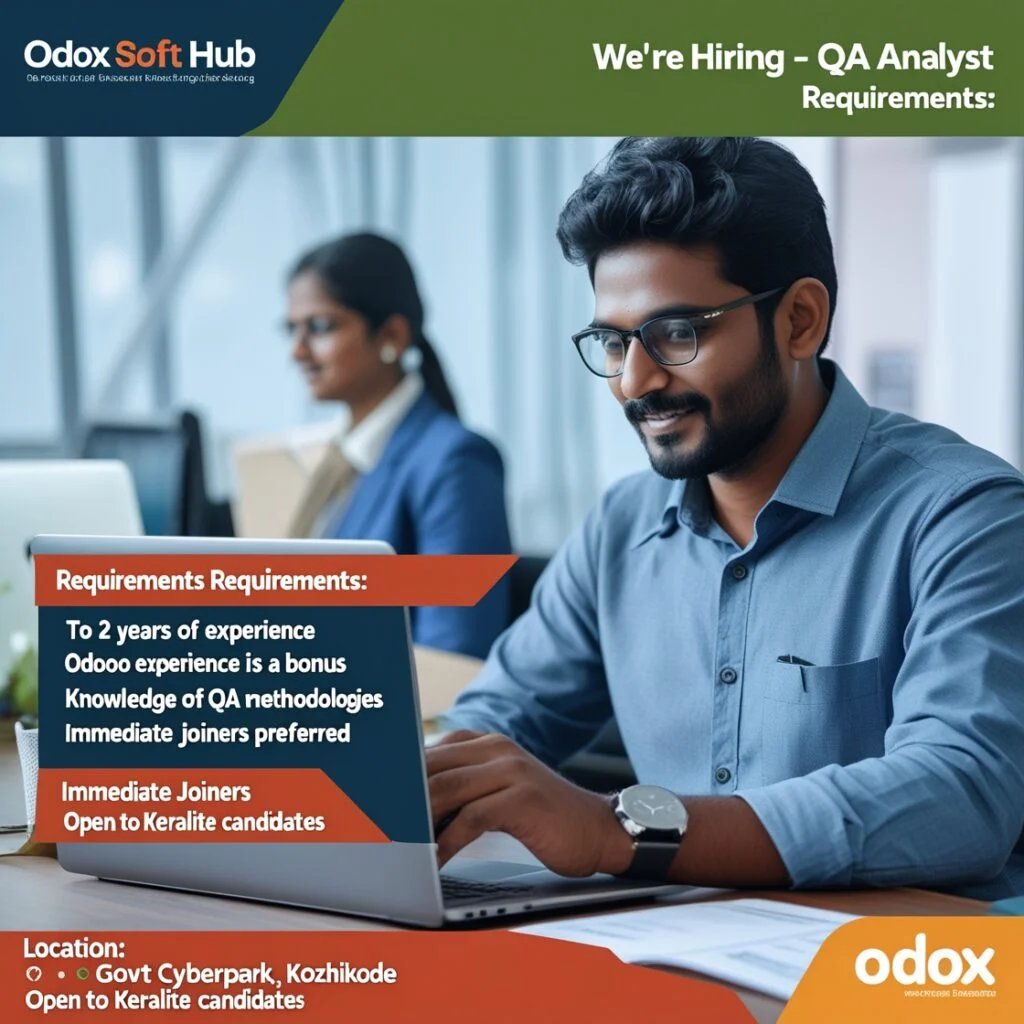 Odox Soft Hub
We're Hiring - QA Analyst
Requirements:
Requirements Requirements:
To 2 years of experience
Odooo experience is a bonus
Knowledge of QA nethodologies
Immediate joiners preferred
Immediate Joiners
Open to Keralite candidates
Location:
Govt Cyberpark, Kozhikode
Open to Keralite candidates
odox